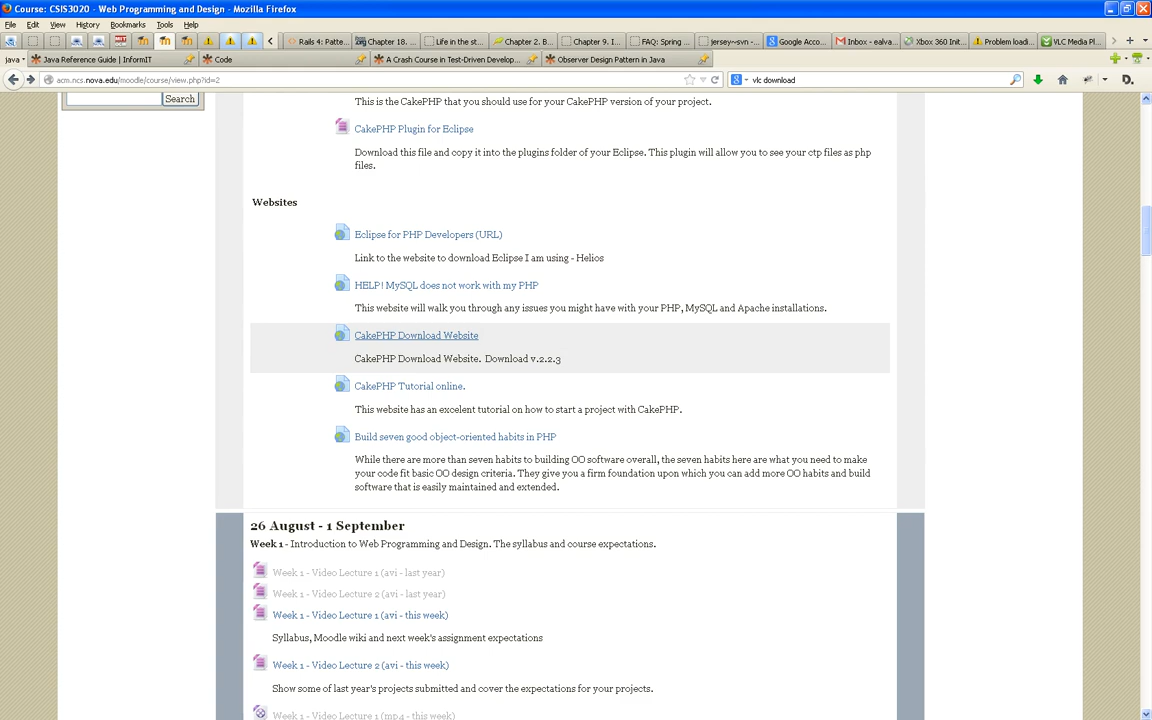 Course: CSIS3020 - Web Programming and Design - Mozilla Firefox
File Edit View History Bookmarks Tools Help
Rails 4: Patte... Chapter 18. ... Life in the st... Chapter 2. B... Chapter 9. I... FAQ: Spring ... jersey~svn -... Google Acco... Inbox - ealva... Xbox 360 Init... Problem loadi... VLC Media Pl...
java Java Reference Guide | InformIT Code A Crash Course in Test-Driven Develop... Observer Design Pattern in Java
acm.ncs.nova.edu/moodle/course/view.php?id=2 vlc download
Search
This is the CakePHP that you should use for your CakePHP version of your project.
CakePHP Plugin for Eclipse
Download this file and copy it into the plugins folder of your Eclipse. This plugin will allow you to see your ctp files as php
files.
Websites
Eclipse for PHP Developers (URL)
Link to the website to download Eclipse I am using - Helios
HELP! MySQL does not work with my PHP
This website will walk you through any issues you might have with your PHP, MySQL and Apache installations.
CakePHP Download Website
CakePHP Download Website. Download v.2.2.3
CakePHP Tutorial online.
This website has an excelent tutorial on how to start a project with CakePHP.
Build seven good object-oriented habits in PHP
While there are more than seven habits to building OO software overall, the seven habits here are what you need to make
your code fit basic OO design criteria. They give you a firm foundation upon which you can add more OO habits and build
software that is easily maintained and extended.
26 August - 1 September
Week 1 - Introduction to Web Programming and Design. The syllabus and course expectations.
Week 1 - Video Lecture 1 (avi - last year)
Week 1 - Video Lecture 2 (avi - last year)
Week 1 - Video Lecture 1 (avi - this week)
Syllabus, Moodle wiki and next week's assignment expectations
Week 1 - Video Lecture 2 (avi - this week)
Show some of last year's projects submitted and cover the expectations for your projects.
Week 1 - Video Lecture 1 (mp4 - this week)